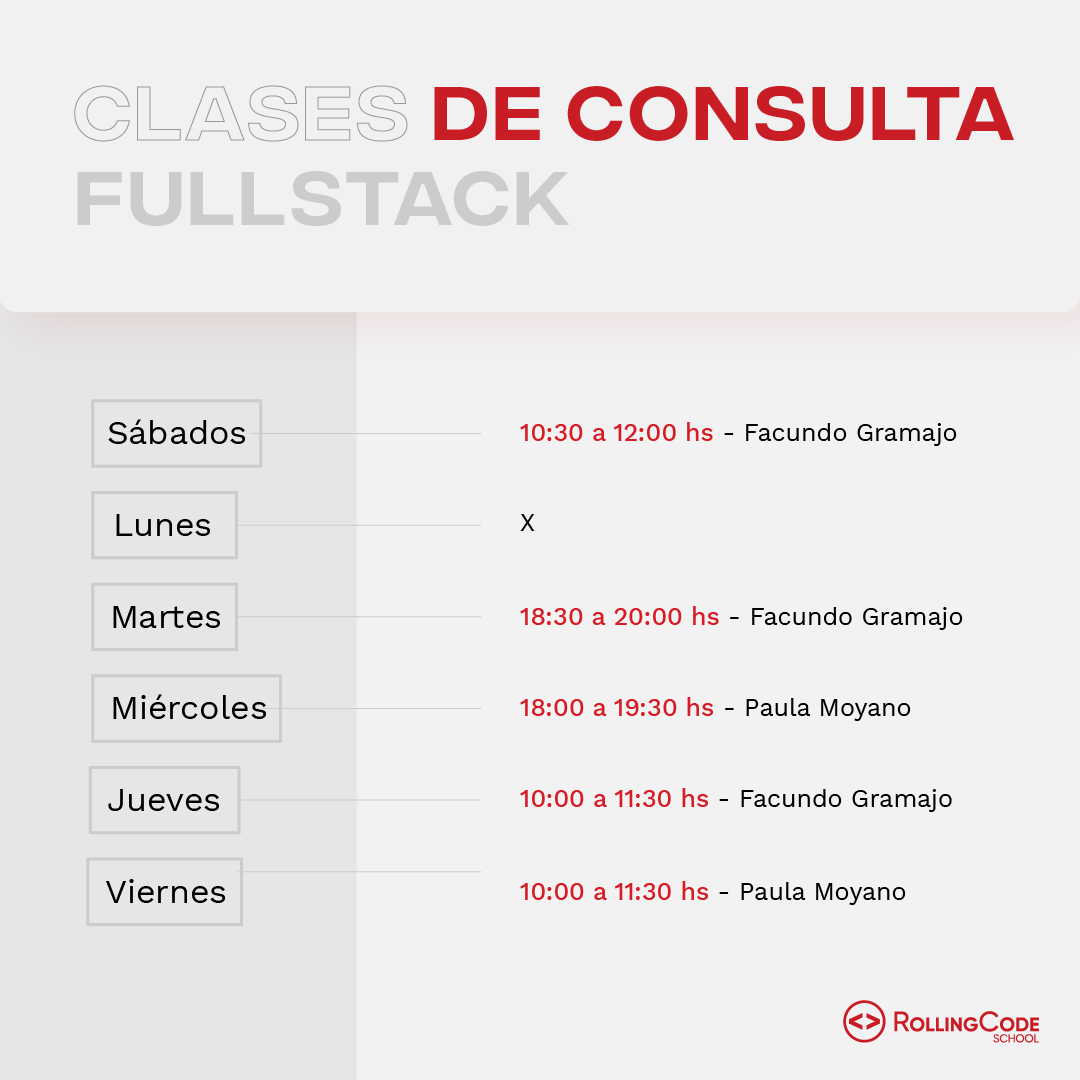 CLASES DE CONSULTA
FULLSTACK
Sábados 10:30 a 12:00 hs - Facundo Gramajo
Lunes X
Martes 18:30 a 20:00 hs - Facundo Gramajo
Miércoles 18:00 a 19:30 hs - Paula Moyano
Jueves 10:00 a 11:30 hs - Facundo Gramajo
Viernes 10:00 a 11:30 hs - Paula Moyano
<> ROLLINGCODE
SCHOOL